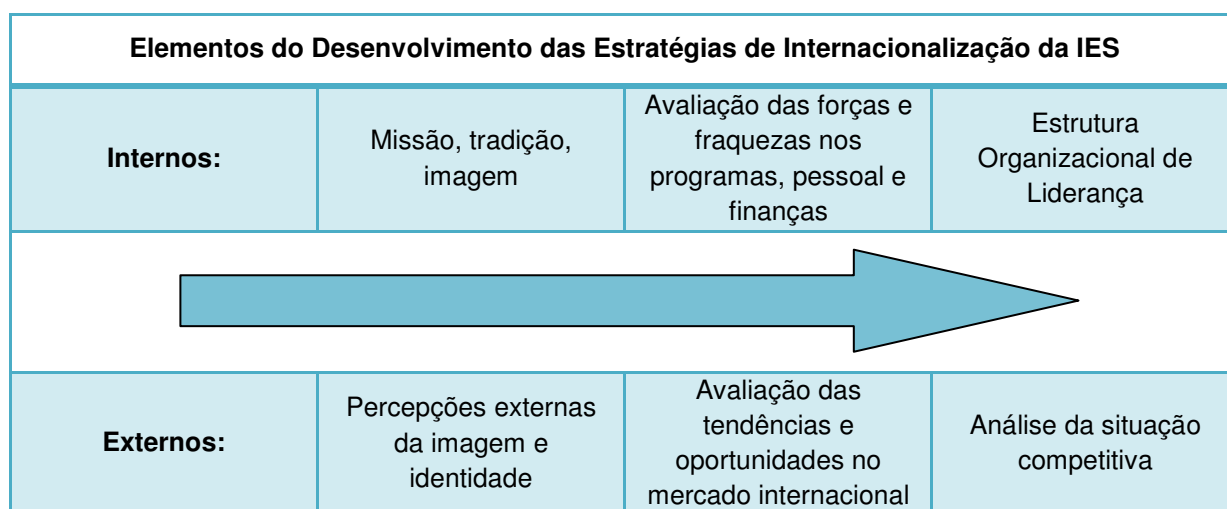 Elementos do Desenvolvimento das Estratégias de Internacionalização da IES
Internos:
Missão, tradição,
imagem
Avaliação das forças e
fraquezas nos
programas, pessoal e
finanças
Estrutura
Organizacional de
Liderança
Externos:
Percepções externas
da imagem e
identidade
Avaliação das
tendências e
oportunidades no
mercado internacional
Análise da situação
competitiva